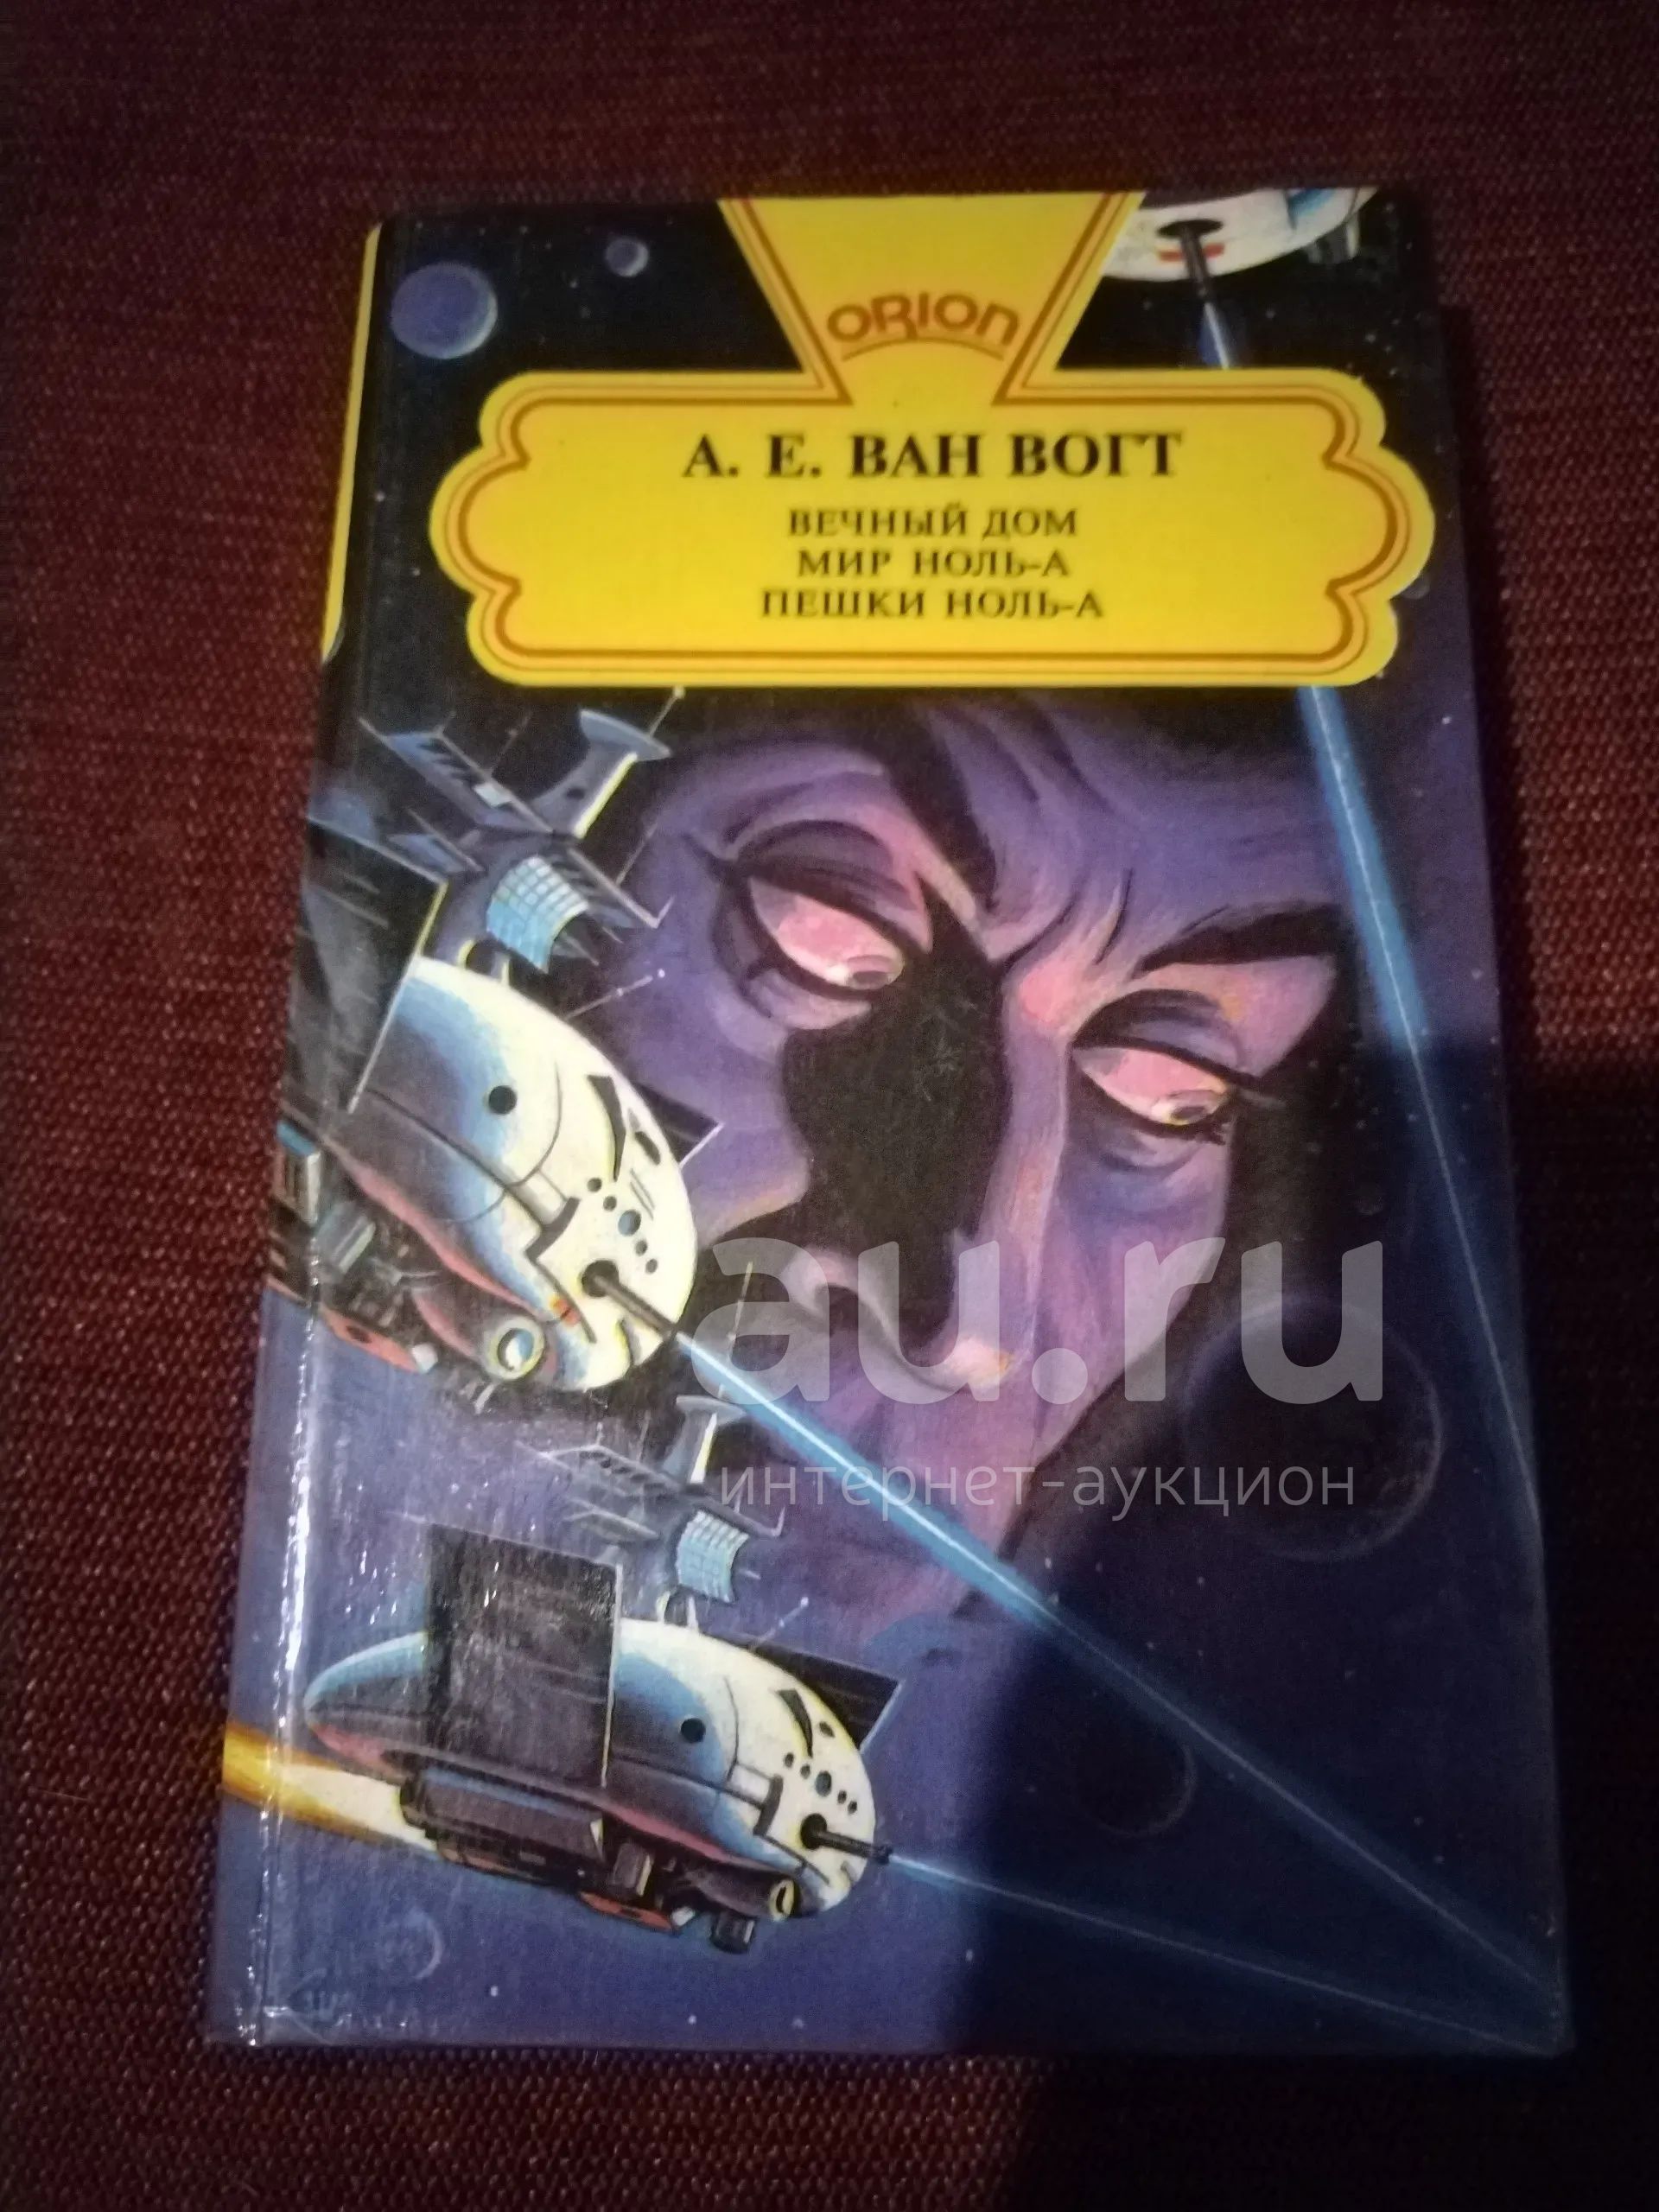 ORION
А. Е. ВАН ВОГТ
ВЕЧНЫЙ ДОМ
МИР НОЛЬ-А
ПЕШКИ НОЛЬ-А
au.ru
интернет-аукцион